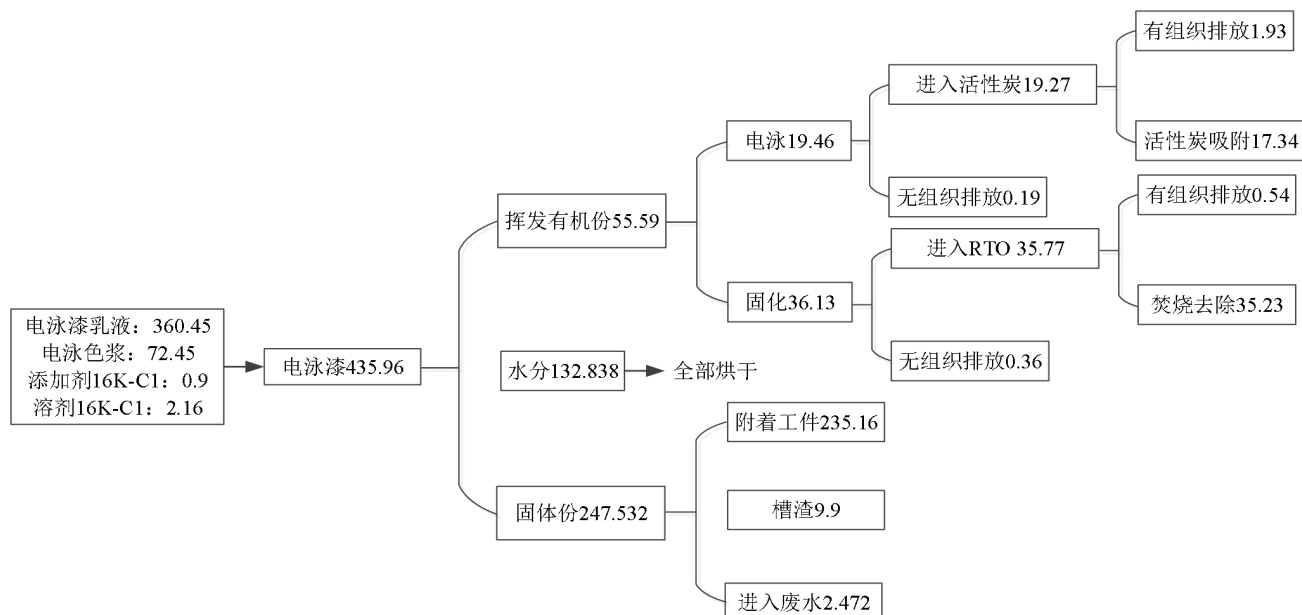 电泳漆乳液：360.45
电泳色浆：72.45
添加剂16K-C1：0.9
溶剂16K-C1：2.16
电泳漆435.96
挥发有机份55.59
水分132.838
全部烘干
固体份247.532
电泳19.46
固化36.13
进入活性炭19.27
无组织排放0.19
有组织排放1.93
活性炭吸附17.34
进入RTO 35.77
无组织排放0.36
有组织排放0.54
焚烧去除35.23
附着工件235.16
槽渣9.9
进入废水2.472